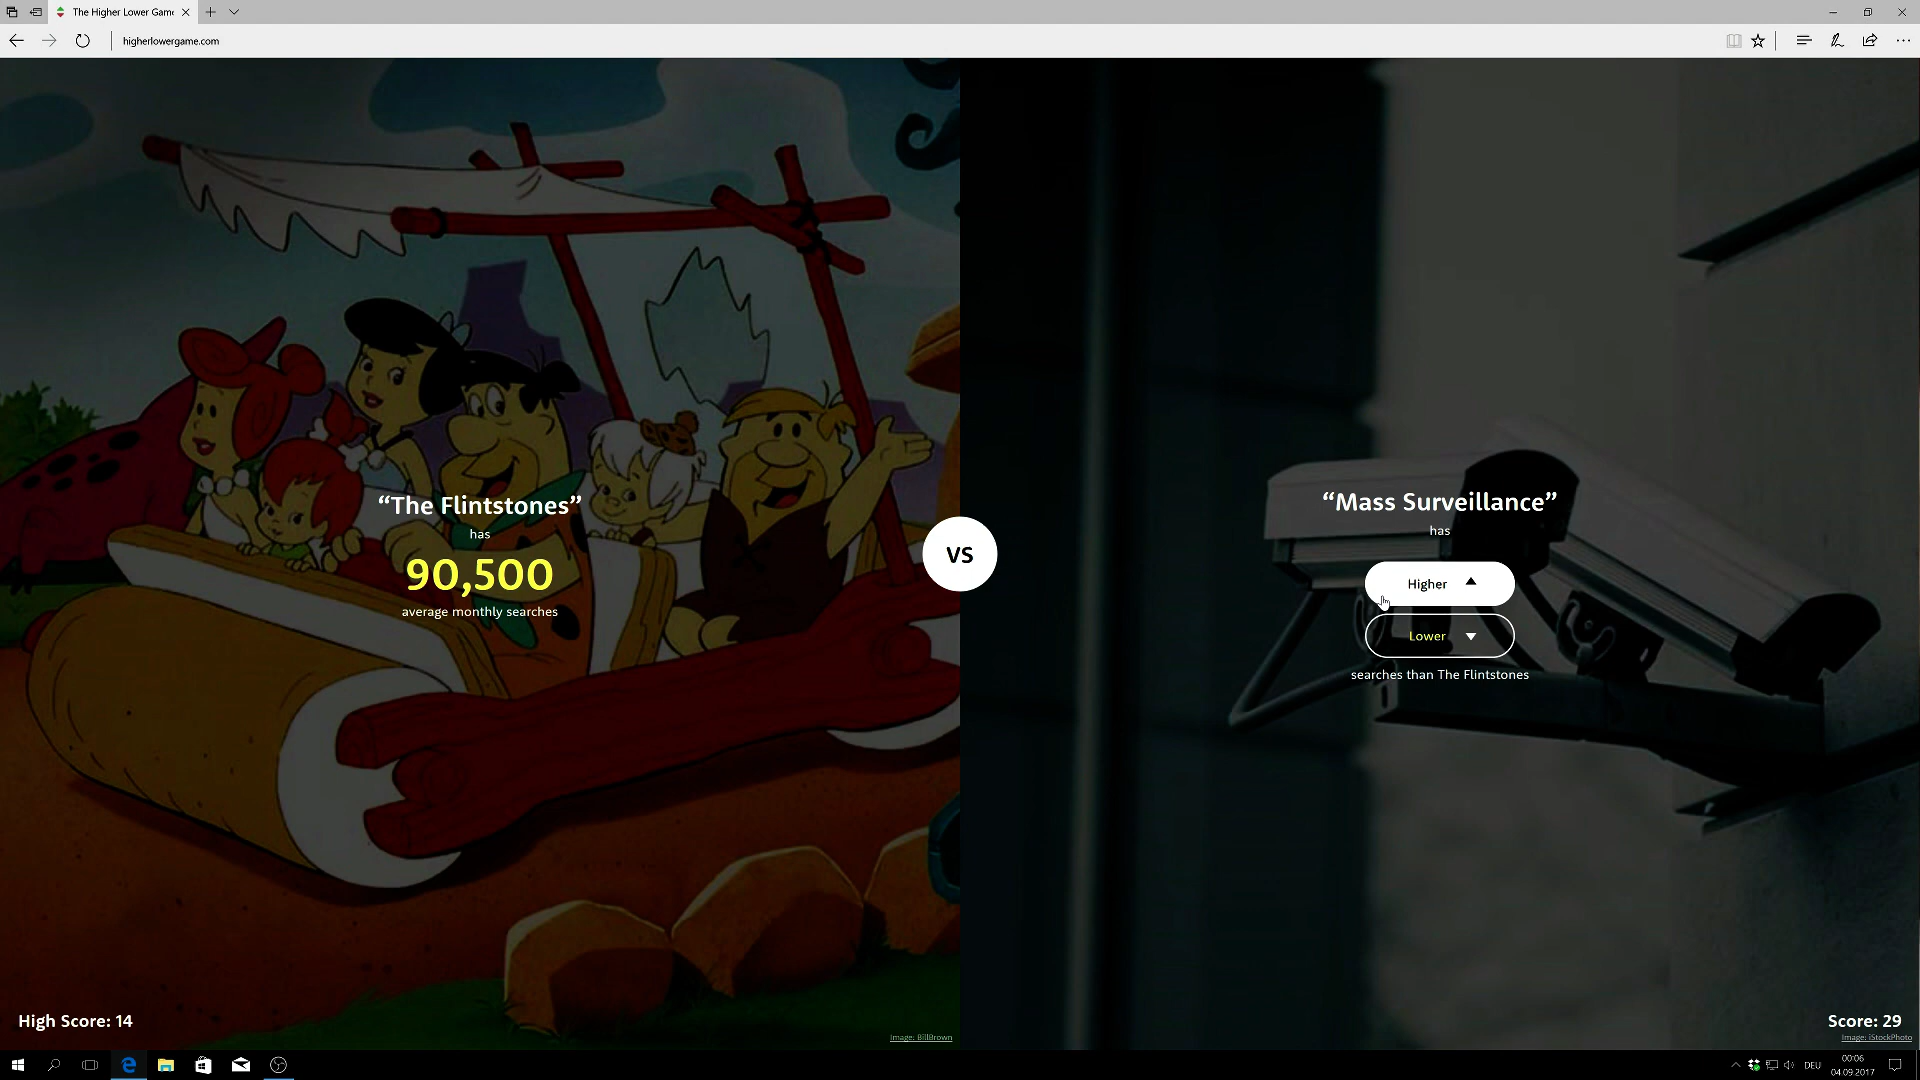 The Higher Lower Game
higherlowergame.com
“The Flintstones”
has
90,500
average monthly searches
VS
“Mass Surveillance”
has
Higher
Lower
searches than The Flintstones
High Score: 14
Image: BillBrown
Score: 29
Image: iStockPhoto
DEU
00:06
04.09.2017